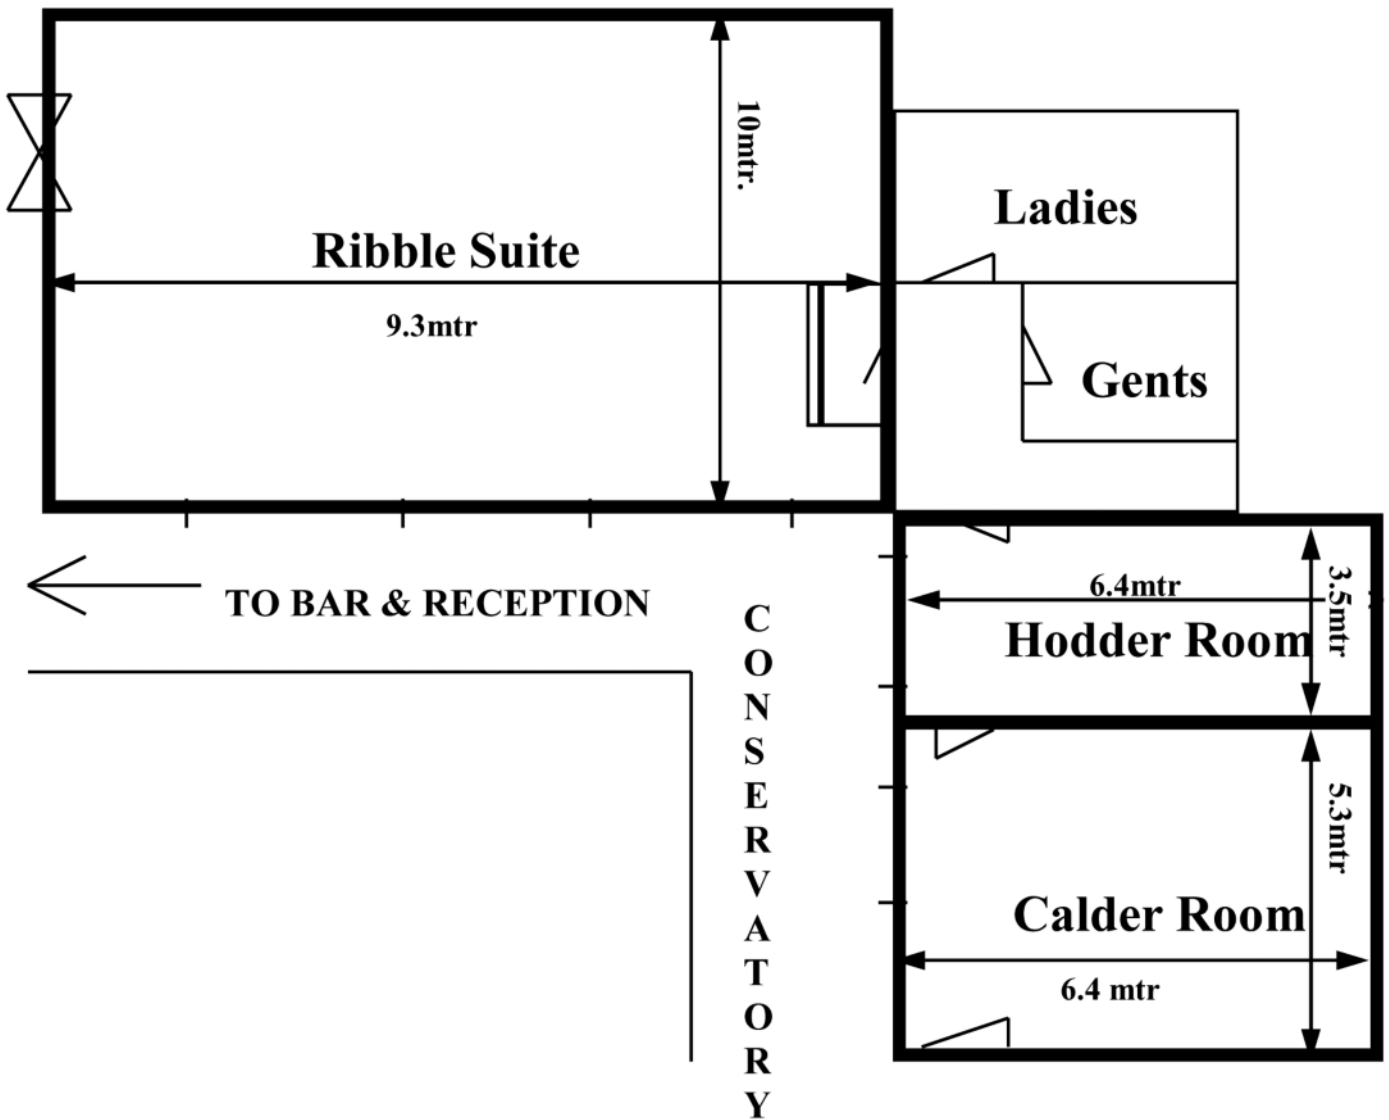 10mtr.
Ribble Suite
9.3mtr
Ladies
Gents
TO BAR & RECEPTION
CONSERVATORY
6.4mtr
3.5mtr
Hodder Room
5.3mtr
Calder Room
6.4 mtr